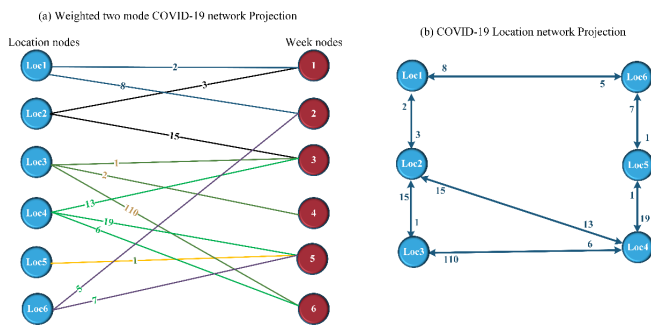 (a) Weighted two mode COVID-19 network Projection
Location nodes
Week nodes
Loc1
Loc2
Loc3
Loc4
Loc5
Loc6
2
8
3
15
1
2
110
13
19
6
1
5
7
1
2
3
4
5
6
(b) COVID-19 Location network Projection
Loc1
8
5
Loc6
2
3
7
1
Loc2
Loc5
15
1
15
13
1
19
Loc3
110
6
Loc4